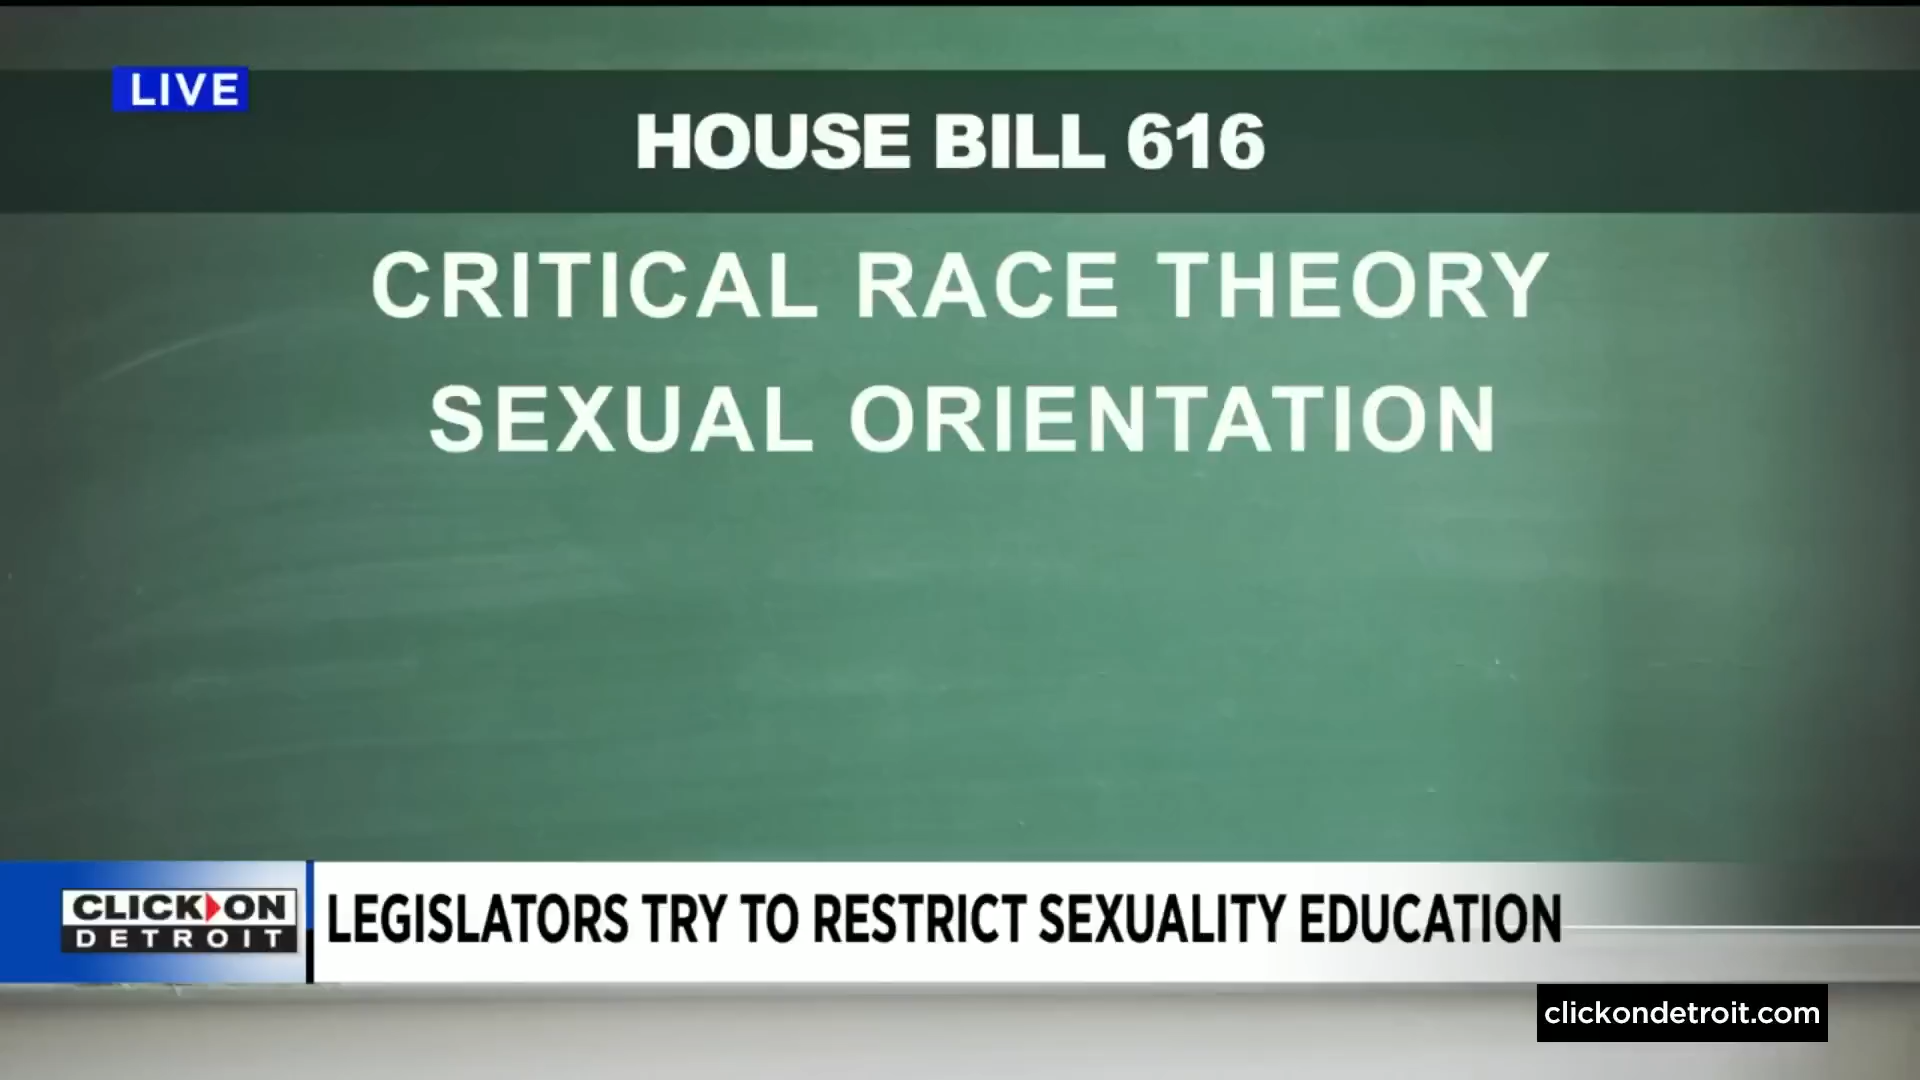 LIVE
HOUSE BILL 616
CRITICAL RACE THEORY
SEXUAL ORIENTATION
CLICK ON
DETROIT
LEGISLATORS TRY TO RESTRICT SEXUALITY EDUCATION
clickondetroit.com